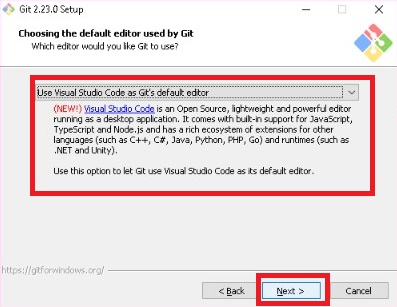 Git 2.23.0 Setup
Choosing the default editor used by Git
Which editor would you like Git to use?
Use Visual Studio Code as Git's default editor
(NEW!) Visual Studio Code is an Open Source, lightweight and powerful editor
running as a desktop application. It comes with built-in support for JavaScript,
TypeScript and Node.js and has a rich ecosystem of extensions for other
languages (such as C++, C#, Java, Python, PHP, Go) and runtimes (such as
.NET and Unity).
Use this option to let Git use Visual Studio Code as its default editor.
https://gitforwindows.org/
< Back
Next >
Cancel